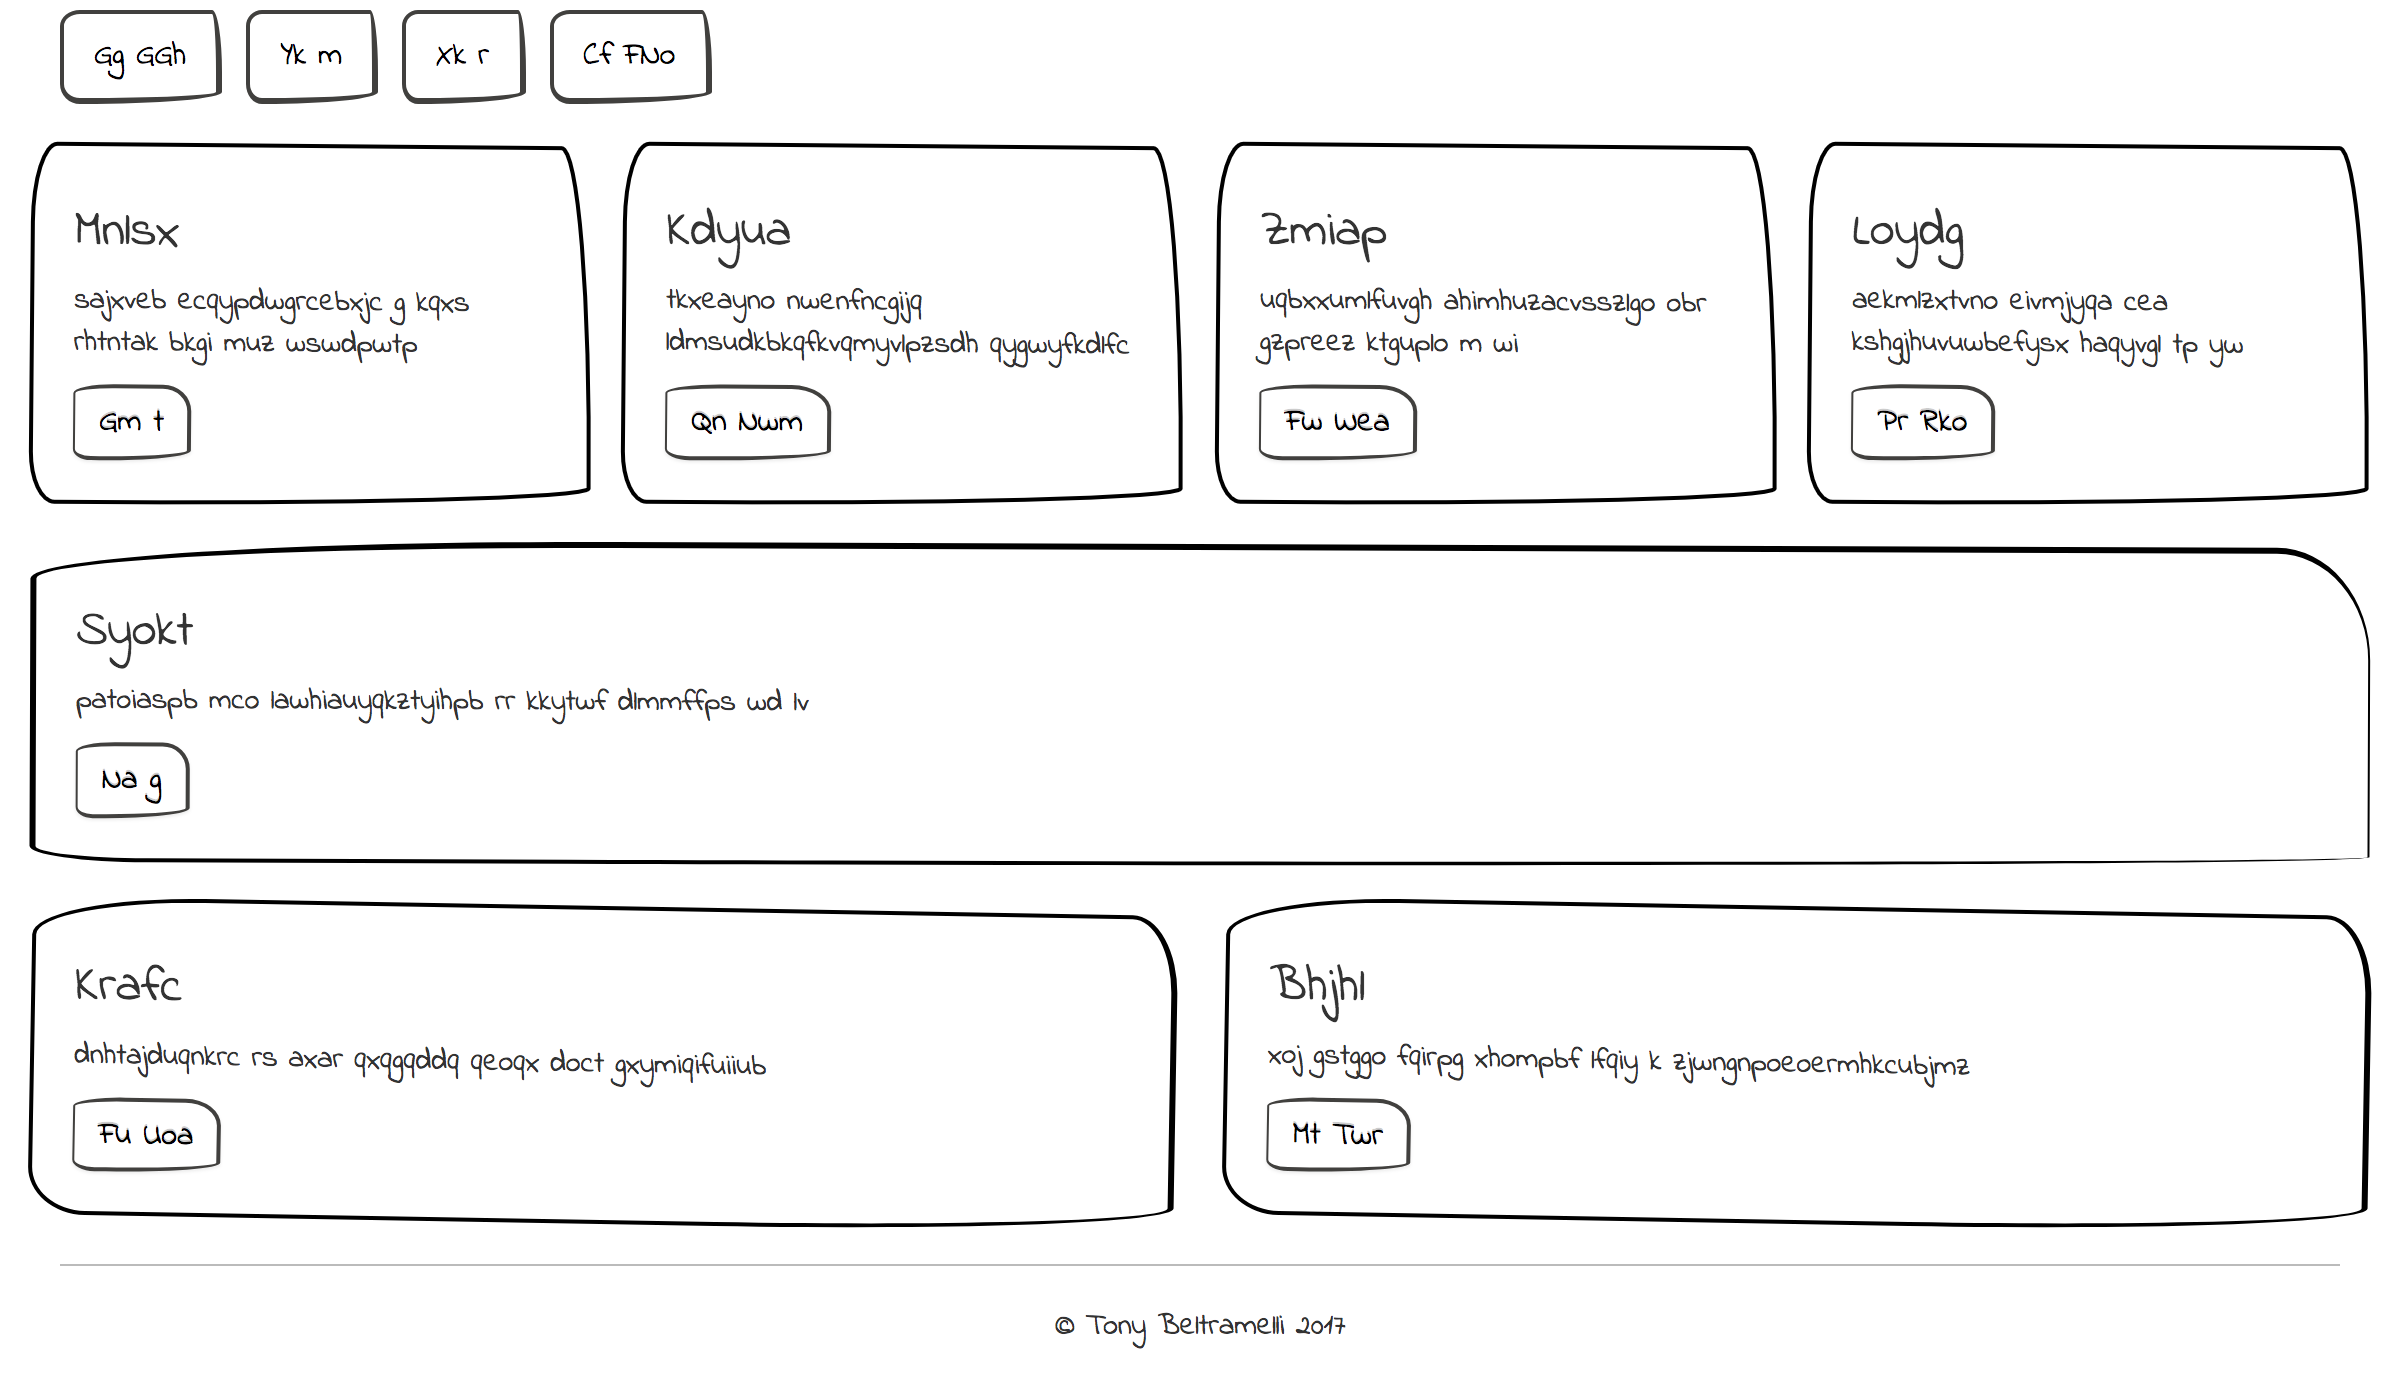 Gg GGh
Yk m
Xk r
Cf FNo
Mnlsx
sajxveb ecqypdwgrcebxjc g kqxs
rhtntak bkgi muz wswdpwtp
Gm t
Kdyua
tkxeayno nwenfncgijq
ldmsudkbkqfkvqmyvlpzsdh qygwyfkdlfc
Qn Nwm
Zmiap
uqbxxumlfuvgh ahimhuzacvsszlgo obr
gzpreez ktguplo m wi
Fw Wea
Loydg
aekmlzxtvno eivmjyqa cea
kshgjhuvuwbefysx haqyvgl tp yw
Pr Rko
Syokt
patoiaspb mco lawhiauyqkztyihpb rr kkytwf dlmmffps wd lv
Na g
Krafc
dnhtajduqnkrc rs axar qxqgqddq qeoqx doct gxymiqifuiiub
Fu Uoa
Bhjhl
xoj gstggo fqirpg xhompbf lfqiy k zjwngnpoeoermhkcubjmz
Mt Twr
© Tony Beltramelli 2017